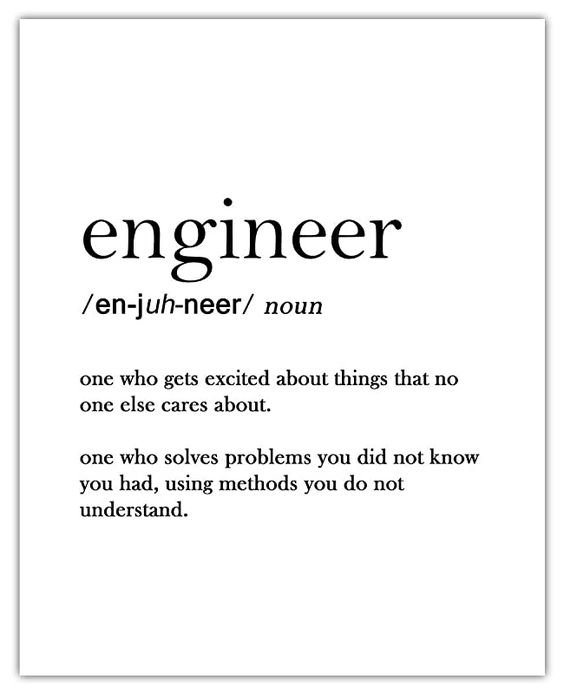 engineer
/en-juh-neer/ noun
one who gets excited about things that no
one else cares about.
one who solves problems you did not know
you had, using methods you do not
understand.